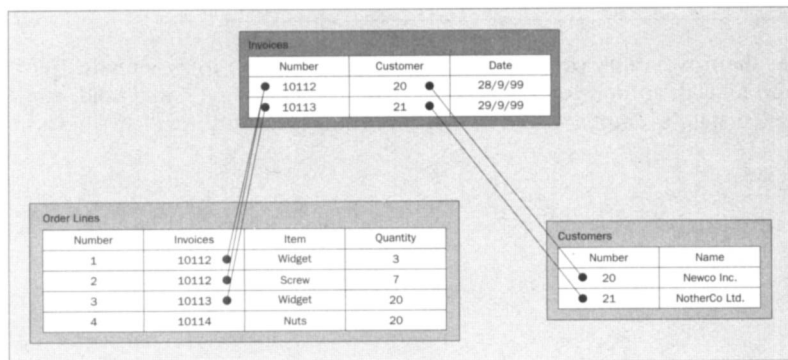 Invoices
Number Customer Date
10112 20 28/9/99
10113 21 29/9/99
Order Lines
Number Invoices Item Quantity
1 10112 Widget 3
2 10112 Screw 7
3 10113 Widget 20
4 10114 Nuts 20
Customers
Number Name
20 Newco Inc.
21 NotherCo Ltd.